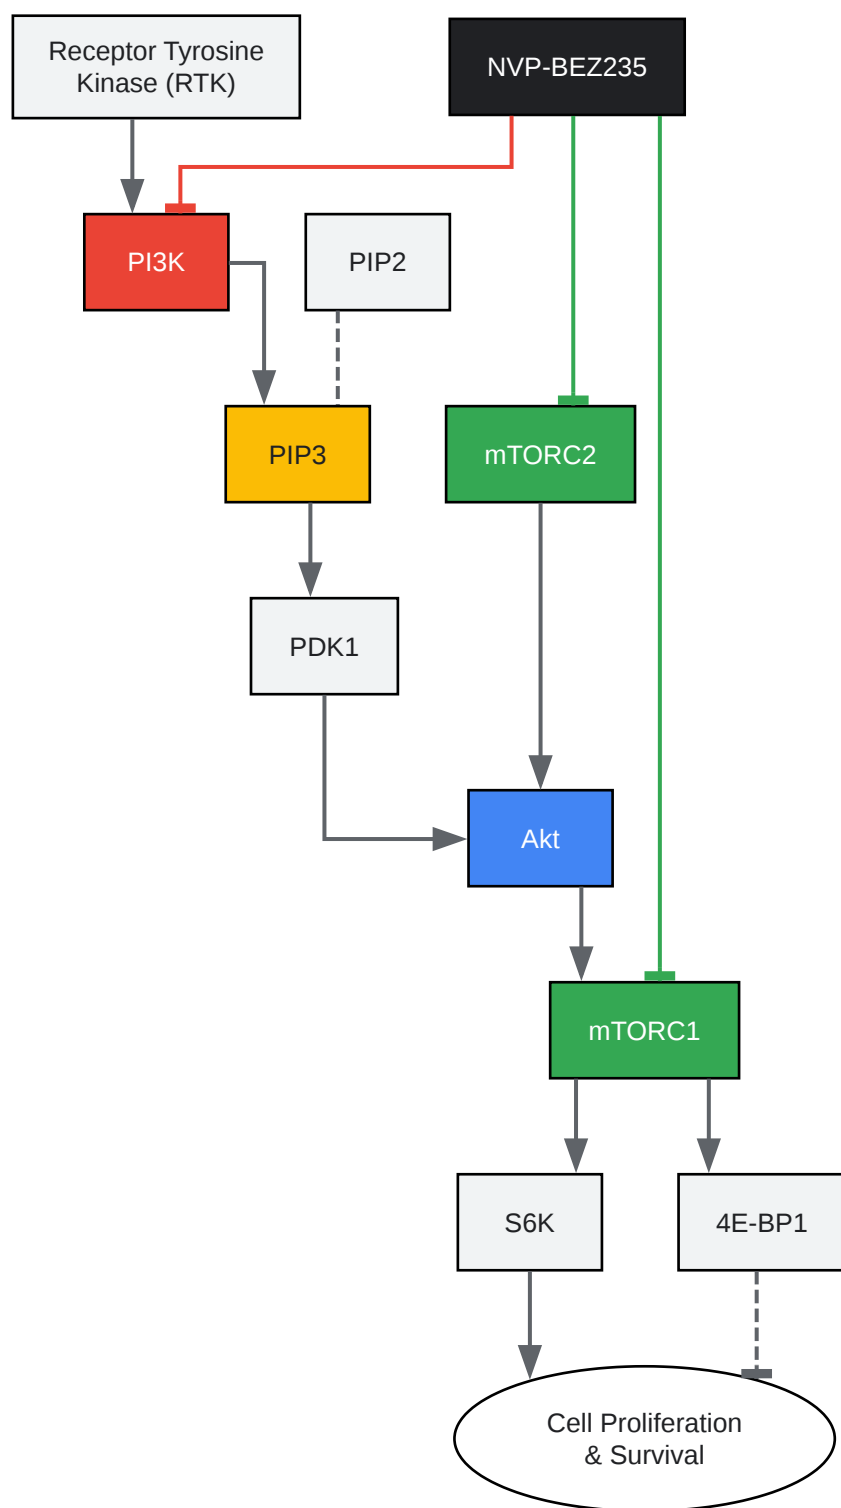 Receptor Tyrosine
Kinase (RTK)
NVP-BEZ235
PI3K
PIP2
PIP3
mTORC2
PDK1
Akt
mTORC1
S6K
4E-BP1
Cell Proliferation
& Survival